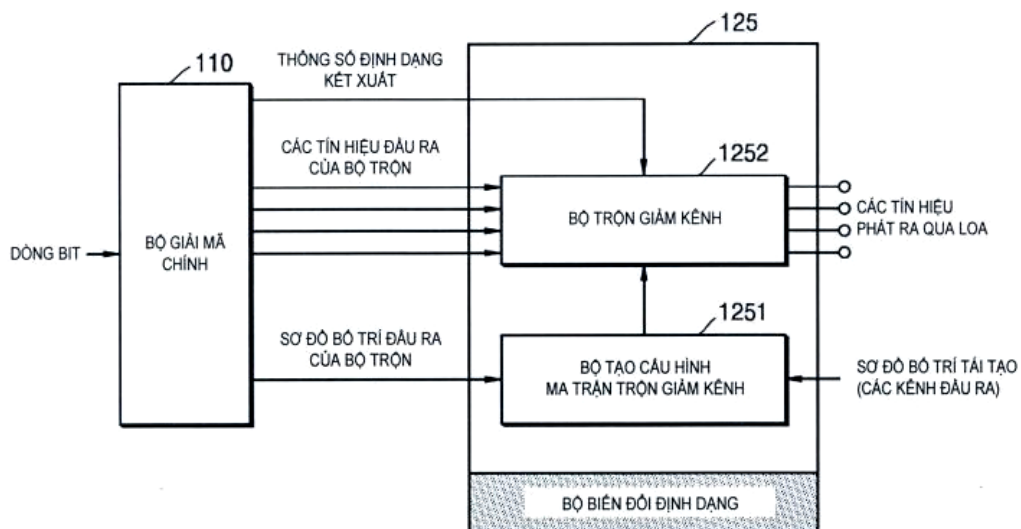 125
110
THÔNG SỐ ĐỊNH DẠNG
KẾT XUẤT
CÁC TÍN HIỆU ĐẦU RA
CỦA BỘ TRỘN
1252
BỘ TRỘN GIẢM KÊNH
CÁC TÍN HIỆU
PHÁT RA QUA LOA
DÒNG BIT
BỘ GIẢI MÃ
CHÍNH
1251
SƠ ĐỒ BỐ TRÍ ĐẦU RA
CỦA BỘ TRỘN
BỘ TẠO CẤU HÌNH
MA TRẬN TRỘN GIẢM KÊNH
SƠ ĐỒ BỐ TRÍ TÁI TẠO
(CÁC KÊNH ĐẦU RA)
BỘ BIẾN ĐỔI ĐỊNH DẠNG